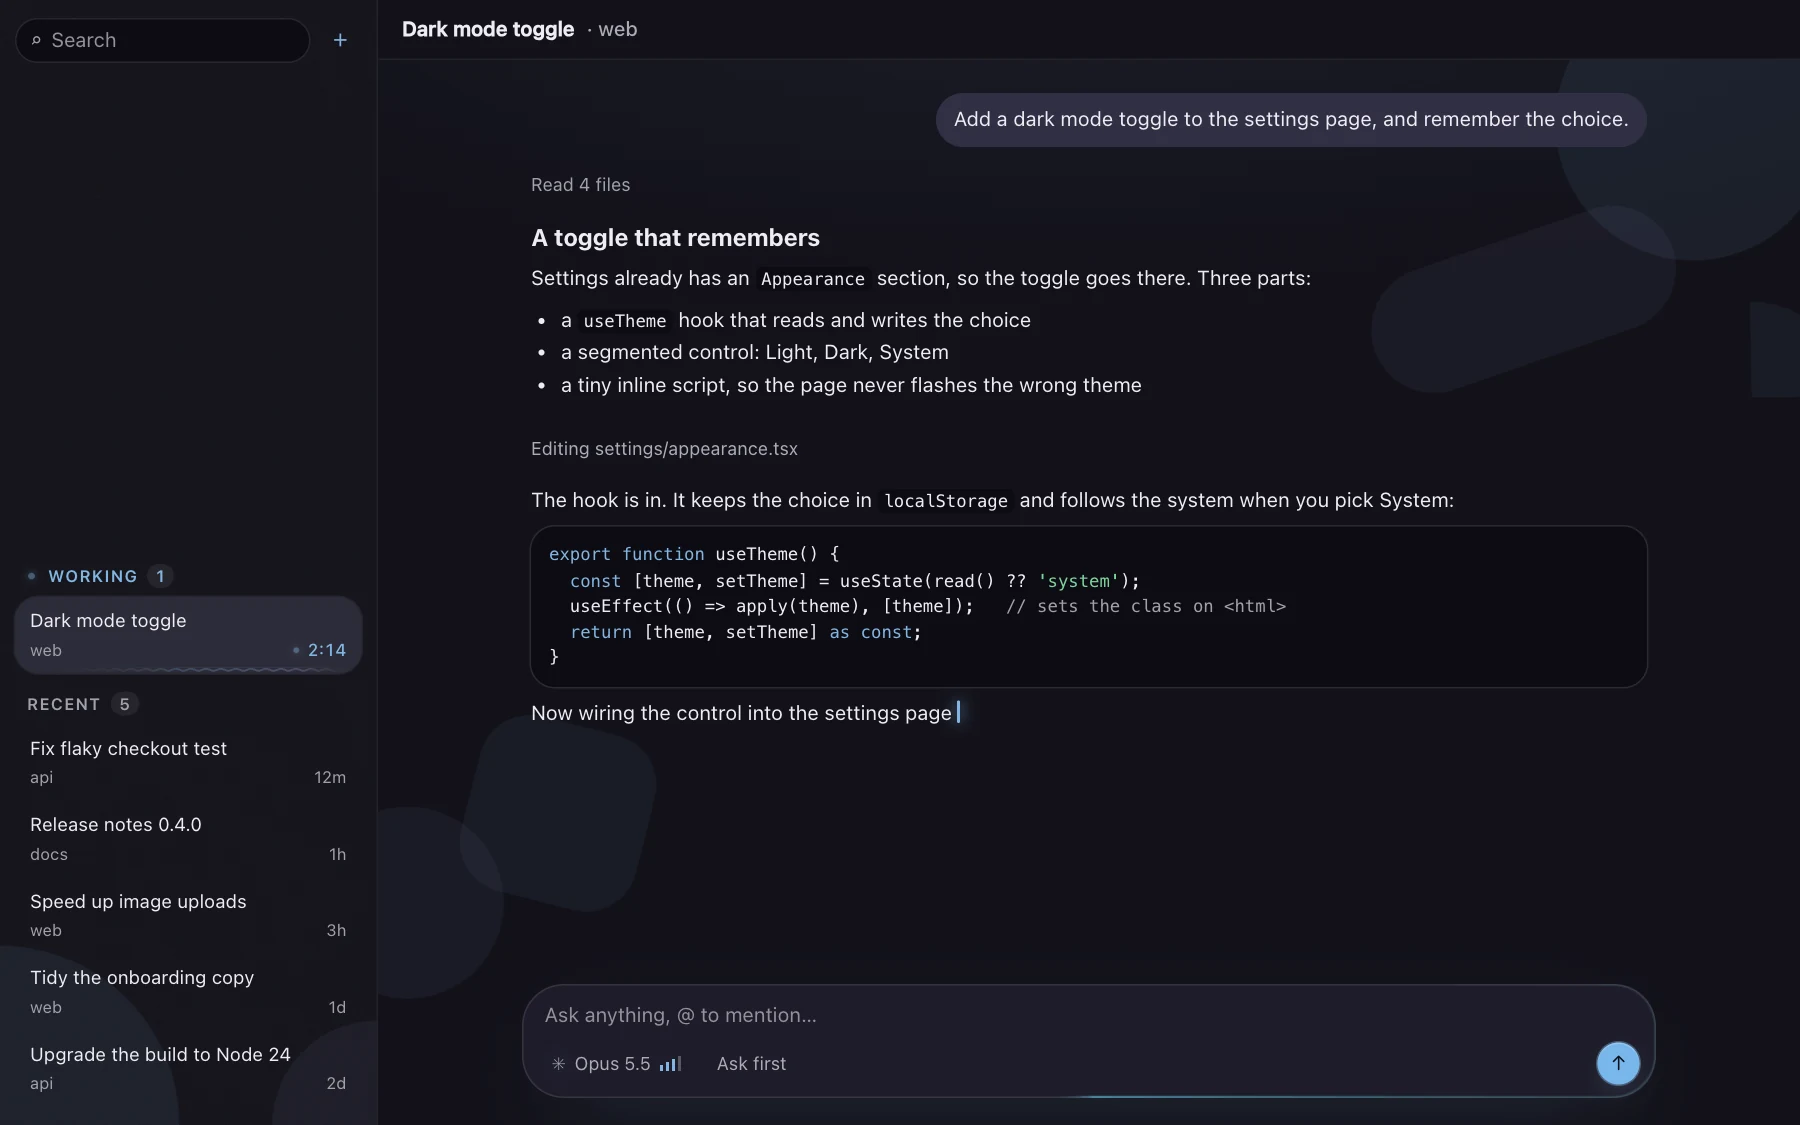 Search
+
WORKING 1
Dark mode toggle
web 2:14
RECENT 5
Fix flaky checkout test
api 12m
Release notes 0.4.0
docs 1h
Speed up image uploads
web 3h
Tidy the onboarding copy
web 1d
Upgrade the build to Node 24
api 2d
Dark mode toggle · web
Add a dark mode toggle to the settings page, and remember the choice.
Read 4 files
A toggle that remembers
Settings already has an Appearance section, so the toggle goes there. Three parts:
• a useTheme hook that reads and writes the choice
• a segmented control: Light, Dark, System
• a tiny inline script, so the page never flashes the wrong theme
Editing settings/appearance.tsx
The hook is in. It keeps the choice in localStorage and follows the system when you pick System:
export function useTheme() {
  const [theme, setTheme] = useState(read() ?? 'system');
  useEffect(() => apply(theme), [theme]);   // sets the class on <html>
  return [theme, setTheme] as const;
}
Now wiring the control into the settings page
Ask anything, @ to mention...
Opus 5.5 Ask first